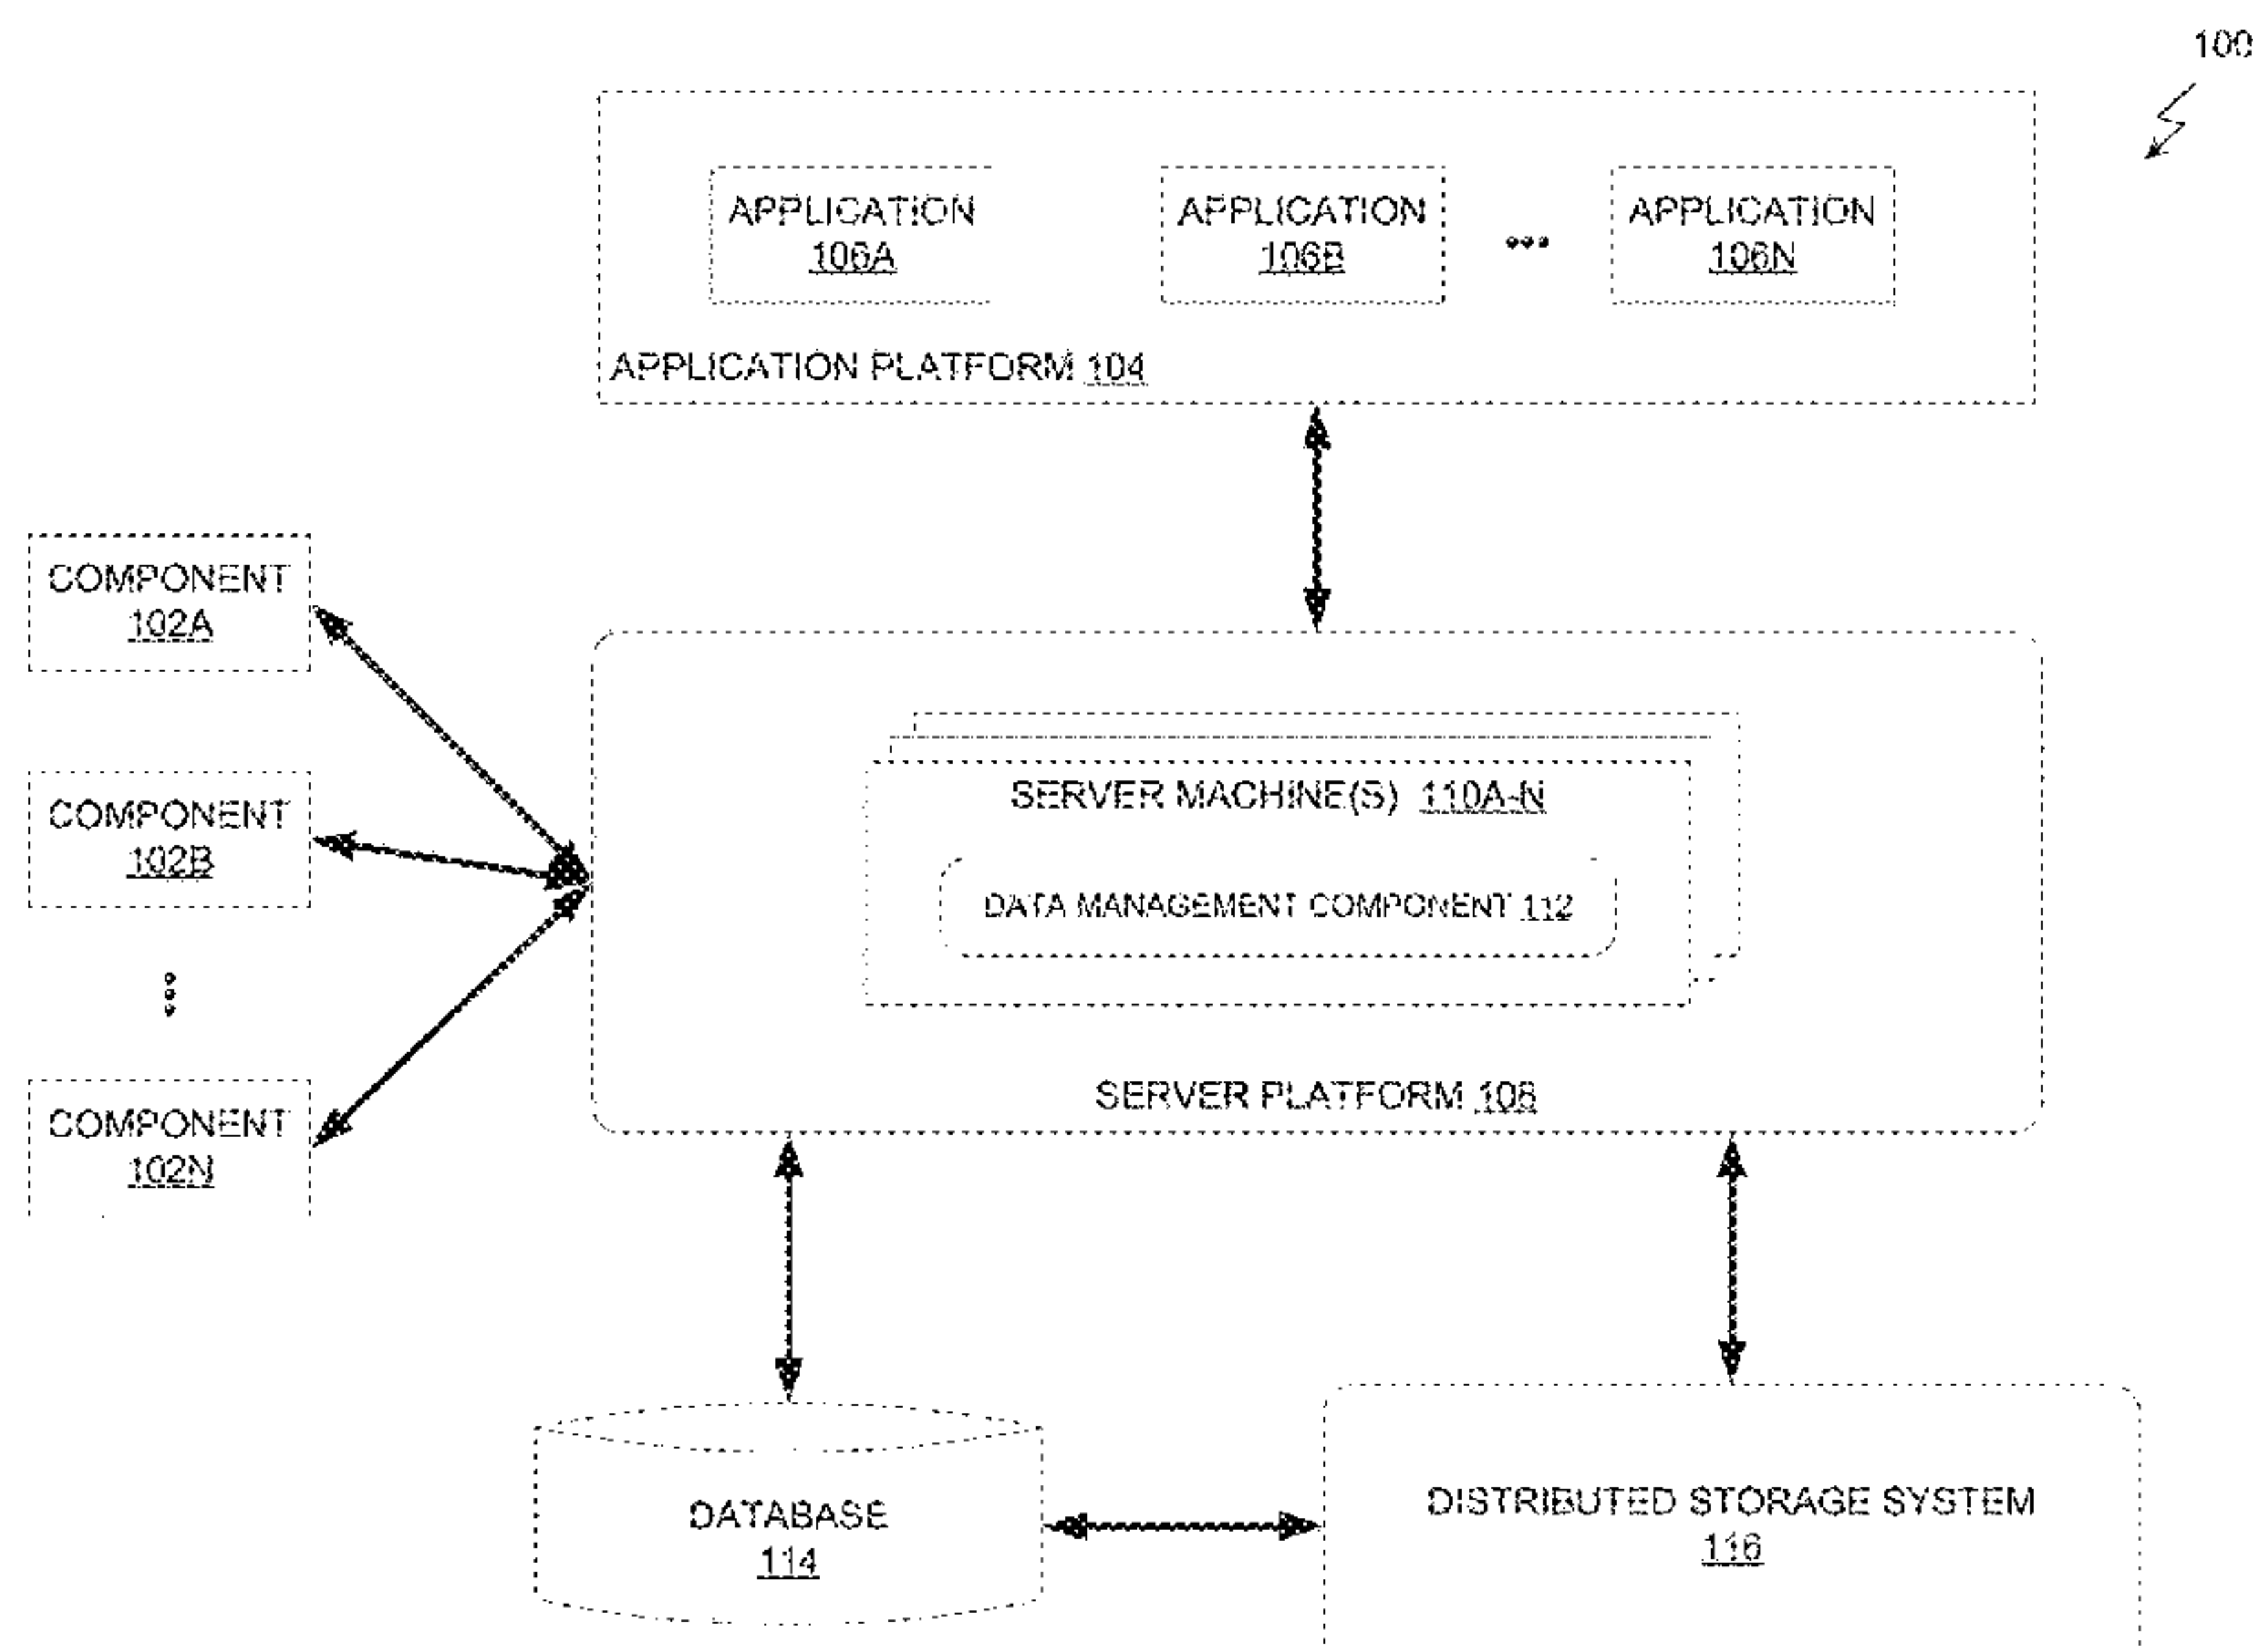 100
APPLICATION
106A
APPLICATION
106B
APPLICATION
106N
APPLICATION PLATFORM 104
COMPONENT
102A
COMPONENT
102B
COMPONENT
102N
SERVER MACHINE(S) 110A-N
DATA MANAGEMENT COMPONENT 112
SERVER PLATFORM 108
DATABASE
114
DISTRIBUTED STORAGE SYSTEM
116